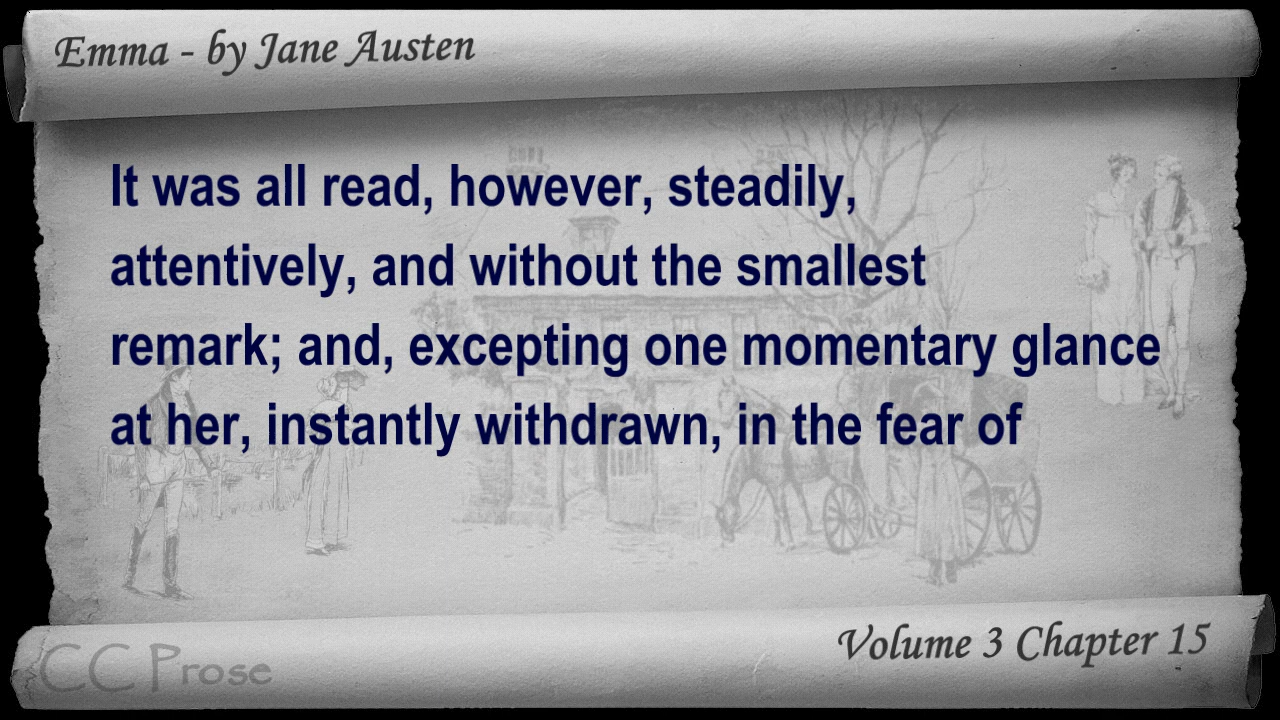 Emma - by Jane Austen
It was all read, however, steadily,
attentively, and without the smallest
remark; and, excepting one momentary glance
at her, instantly withdrawn, in the fear of
Volume 3 Chapter 15
CC Prose